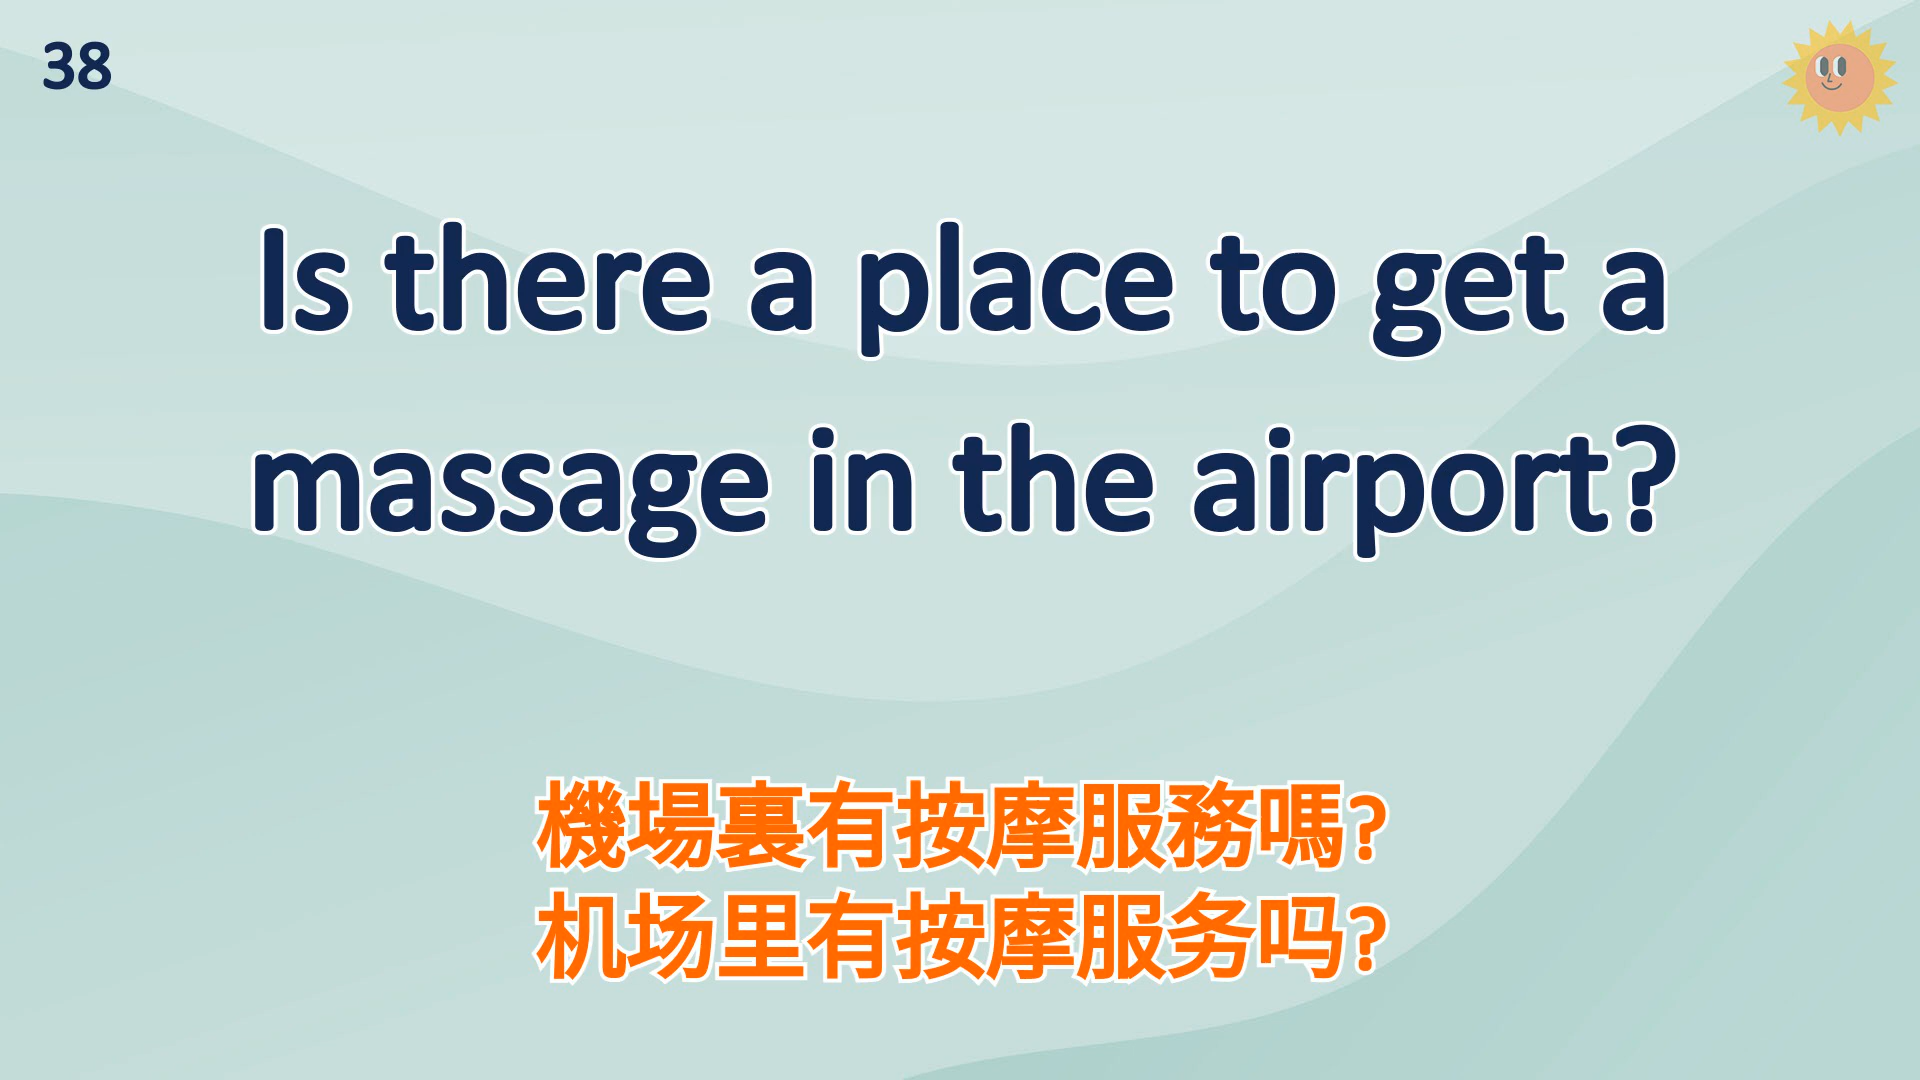 38
Is there a place to get a
massage in the airport?
機場裏有按摩服務嗎?
机场里有按摩服务吗?